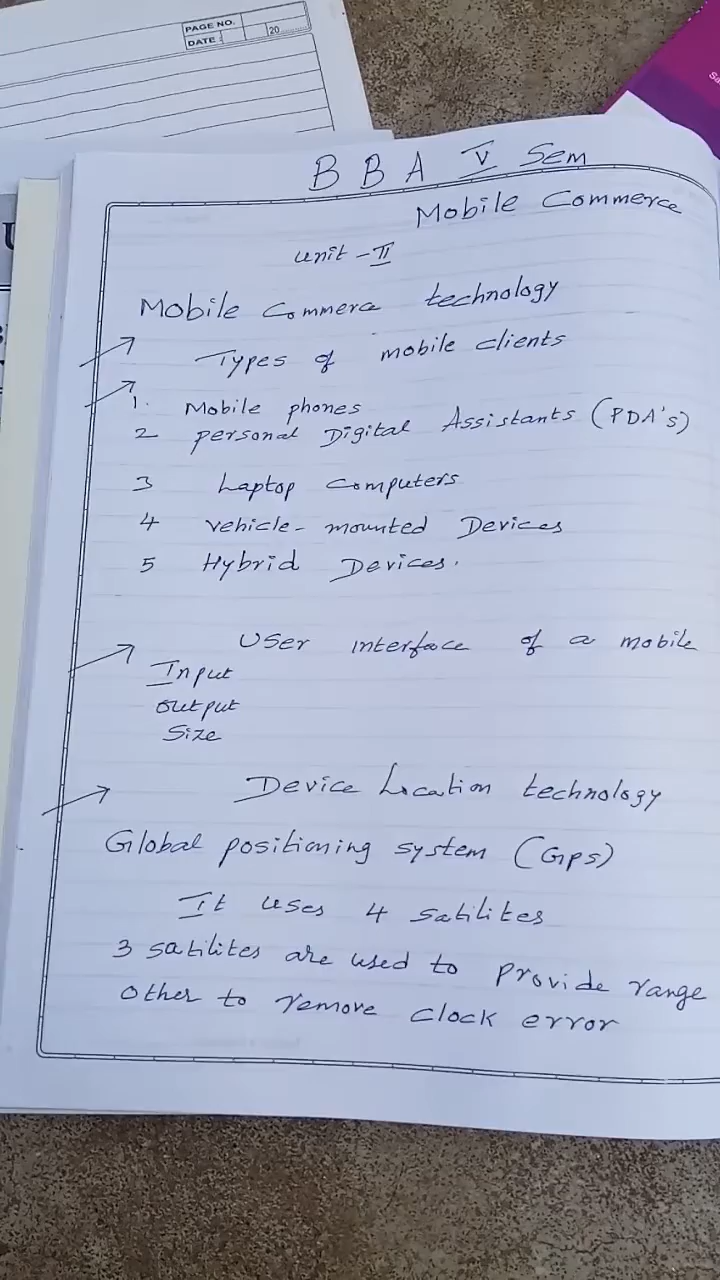 PAGE NO.
DATE 20
Sa
BBA V Sem
Mobile Commerce
unit - II
Mobile Commerce technology
Types of mobile clients
1. Mobile phones
2 personal Digital Assistants (PDA's)
3 Laptop computers
4 vehicle-mounted Devices
5 Hybrid Devices.
User interface of a mobile
Input
output
Size
Device Location technology
Global positioning system (GPS)
It uses 4 satilites
3 satilites are used to provide range
other to remove clock error